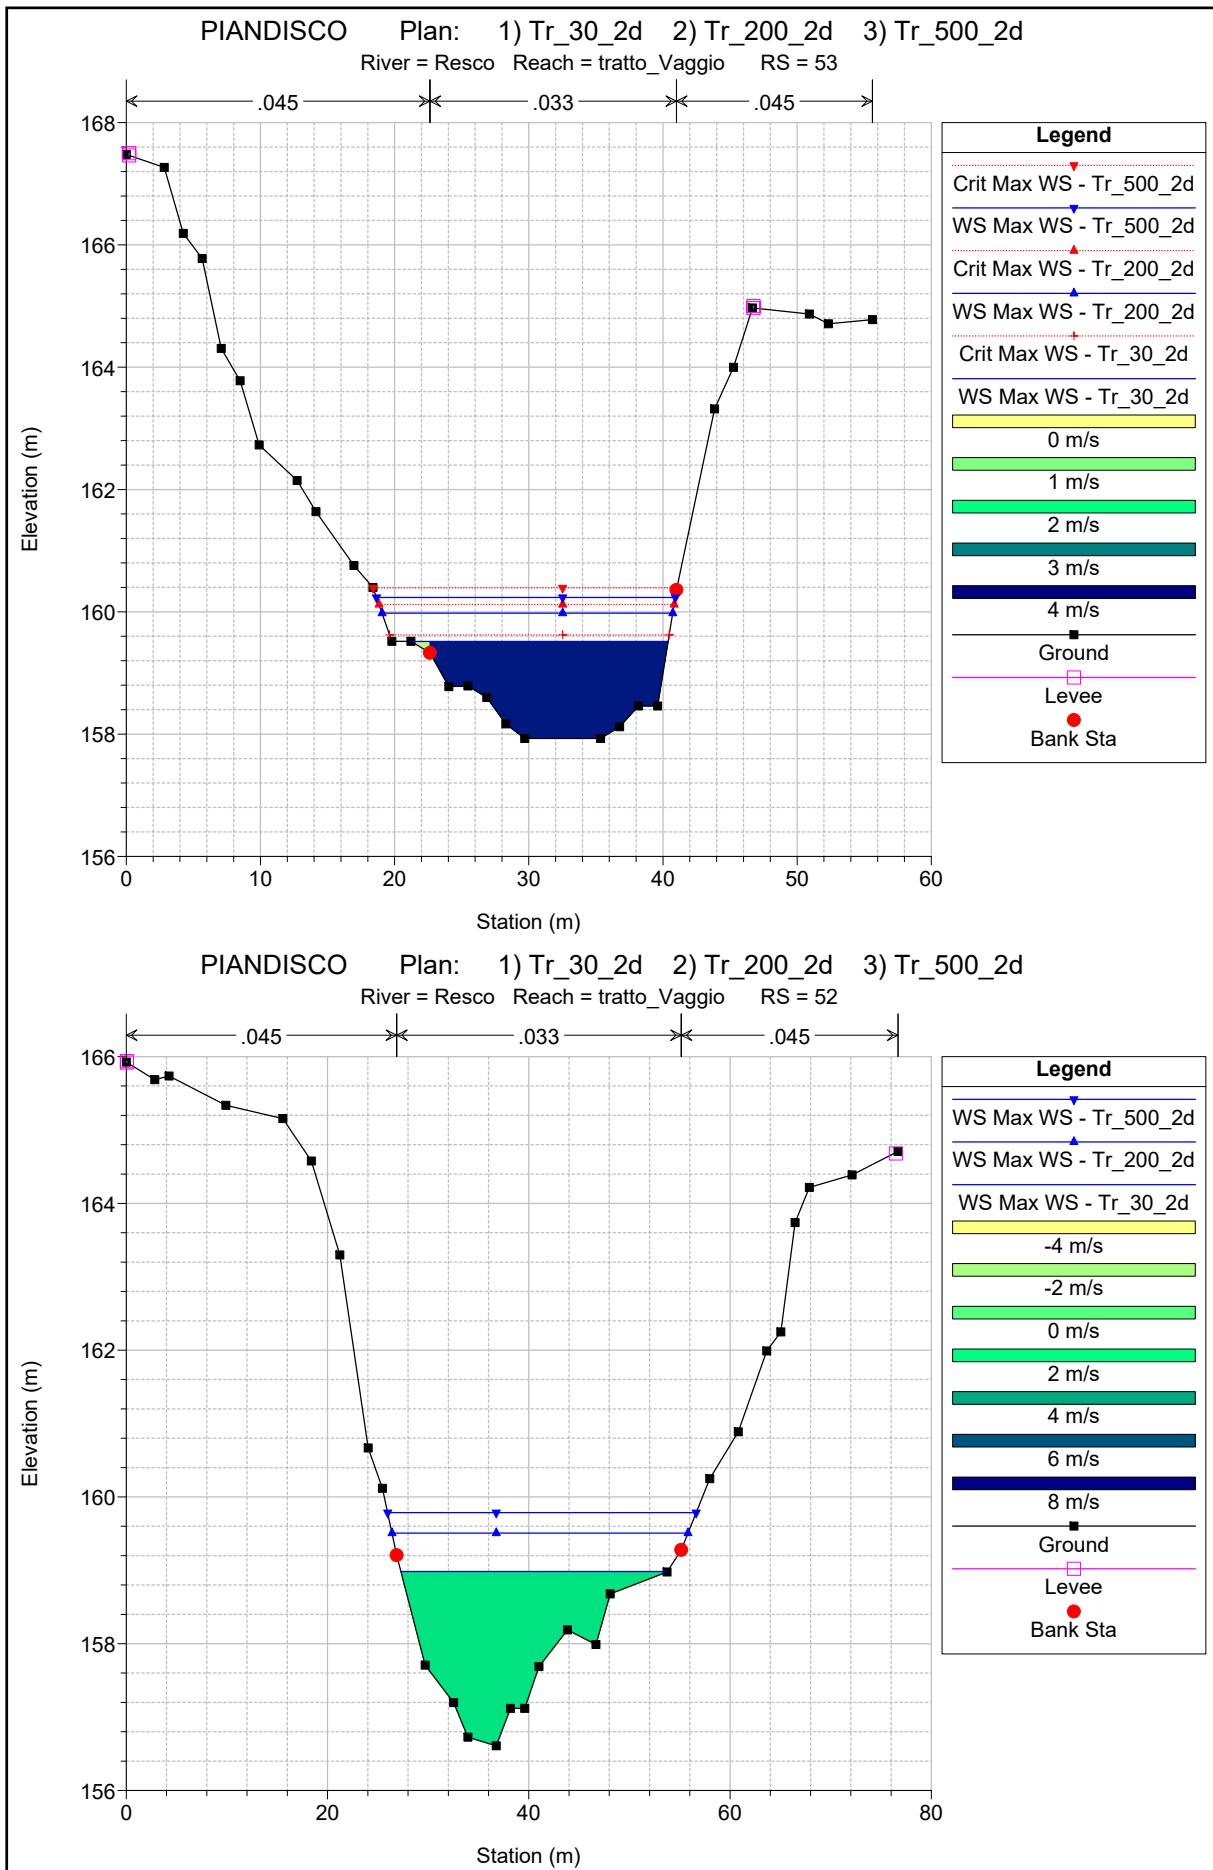 PIANDISCO Plan: 1) Tr_30_2d 2) Tr_200_2d 3) Tr_500_2d
River = Resco Reach = tratto_Vaggio RS = 53
.045 .033 .045
168
166
164
162
160
158
156
Elevation (m)
0 10 20 30 40 50 60
Station (m)
Legend
Crit Max WS - Tr_500_2d
WS Max WS - Tr_500_2d
Crit Max WS - Tr_200_2d
WS Max WS - Tr_200_2d
Crit Max WS - Tr_30_2d
WS Max WS - Tr_30_2d
0 m/s
1 m/s
2 m/s
3 m/s
4 m/s
Ground
Levee
Bank Sta
PIANDISCO Plan: 1) Tr_30_2d 2) Tr_200_2d 3) Tr_500_2d
River = Resco Reach = tratto_Vaggio RS = 52
.045 .033 .045
166
164
162
160
158
156
Elevation (m)
0 20 40 60 80
Station (m)
Legend
WS Max WS - Tr_500_2d
WS Max WS - Tr_200_2d
WS Max WS - Tr_30_2d
-4 m/s
-2 m/s
0 m/s
2 m/s
4 m/s
6 m/s
8 m/s
Ground
Levee
Bank Sta